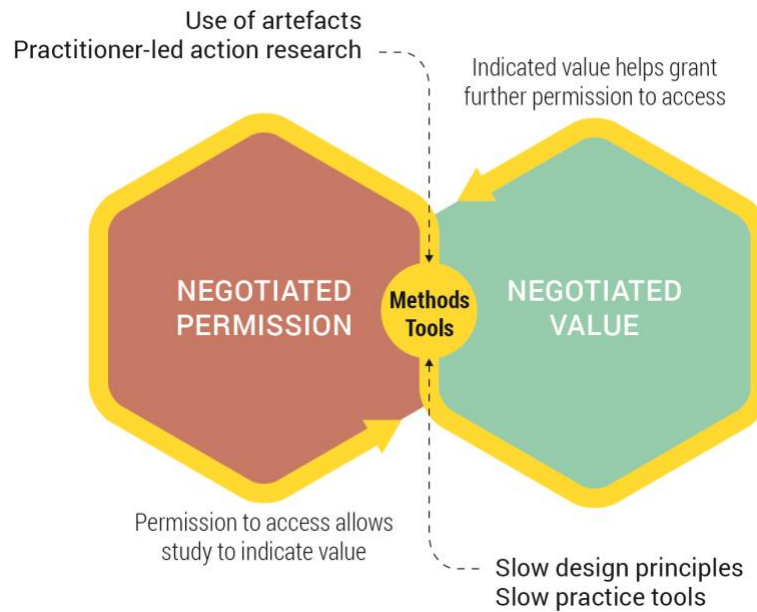 Use of artefacts
Practitioner-led action research
Indicated value helps grant
further permission to access
NEGOTIATED
PERMISSION
Methods
Tools
NEGOTIATED
VALUE
Permission to access allows
study to indicate value
Slow design principles
Slow practice tools